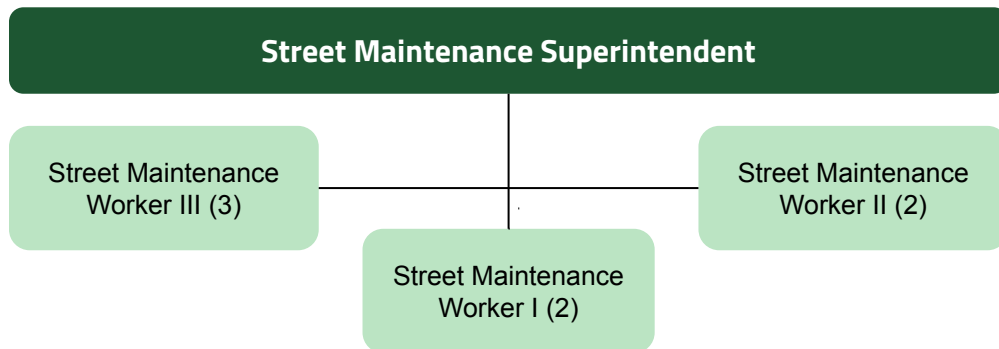 Street Maintenance Superintendent
Street Maintenance
Worker III (3)
Street Maintenance
Worker II (2)
Street Maintenance
Worker I (2)